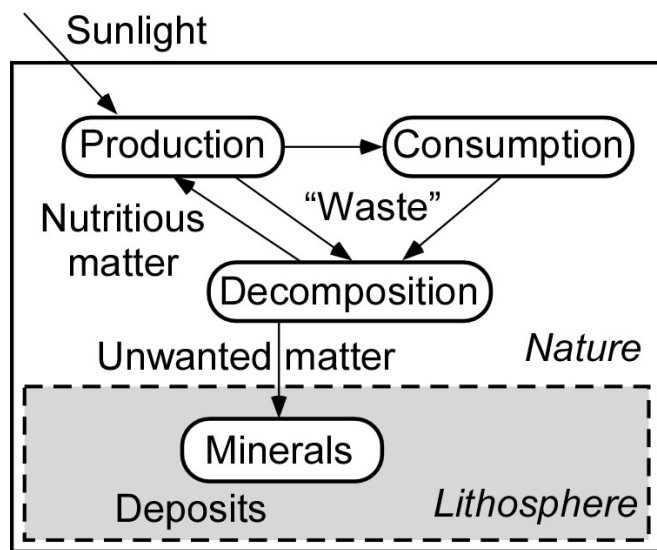 Sunlight
Production
Consumption
Nutritious
matter
“Waste”
Decomposition
Unwanted matter
Nature
Minerals
Deposits
Lithosphere